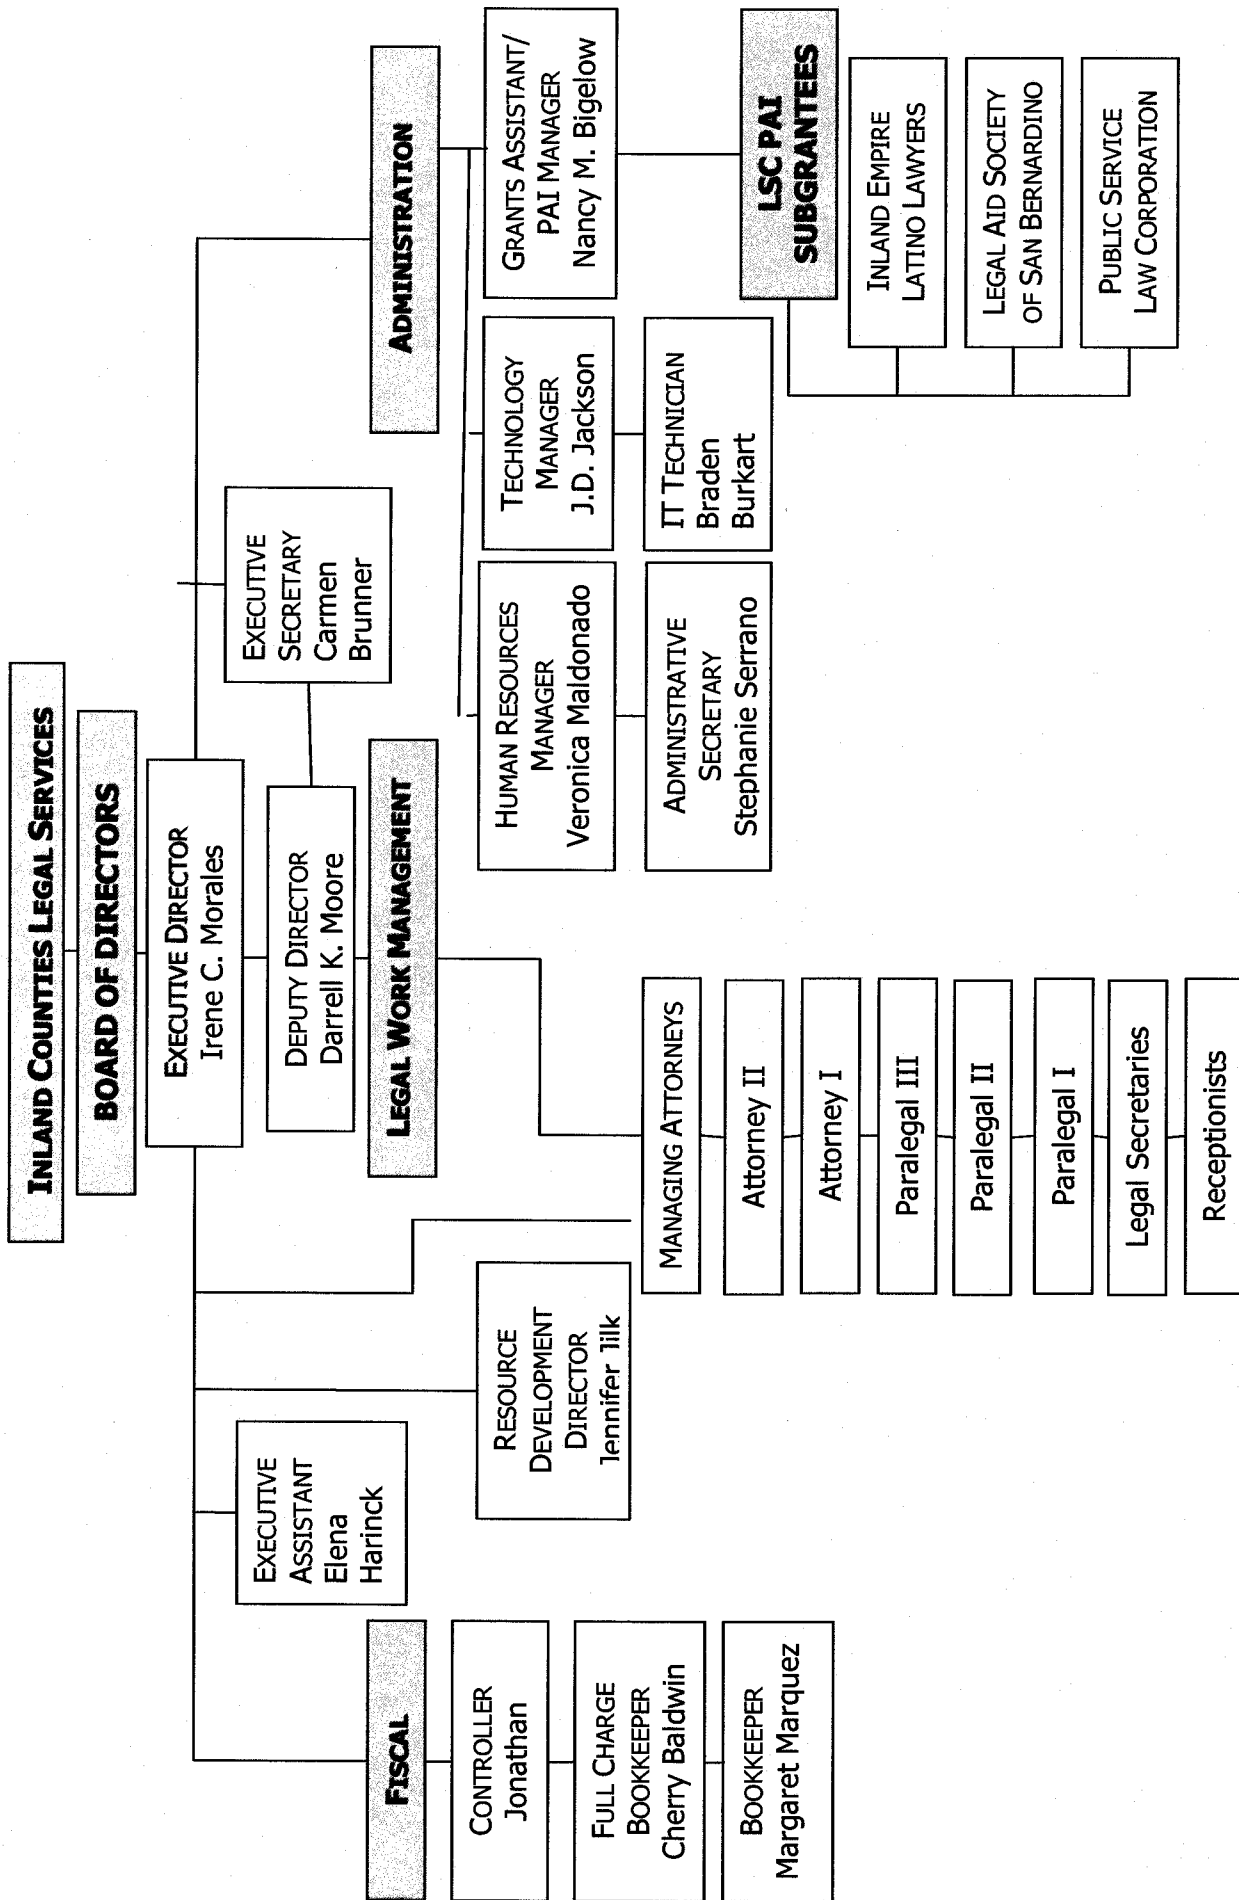 INLAND COUNTIES LEGAL SERVICES
BOARD OF DIRECTORS
EXECUTIVE DIRECTOR
Irene C. Morales
DEPUTY DIRECTOR
Darrell K. Moore
EXECUTIVE
SECRETARY
Carmen
Brunner
EXECUTIVE
ASSISTANT
Elena
Harinck
FISCAL
CONTROLLER
Jonathan
FULL CHARGE
BOOKKEEPER
Cherry Baldwin
BOOKKEEPER
Margaret Marquez
RESOURCE
DEVELOPMENT
DIRECTOR
Jennifer Jilk
LEGAL WORK MANAGEMENT
MANAGING ATTORNEYS
Attorney II
Attorney I
Paralegal III
Paralegal II
Paralegal I
Legal Secretaries
Receptionists
ADMINISTRATION
HUMAN RESOURCES
MANAGER
Veronica Maldonado
ADMINISTRATIVE
SECRETARY
Stephanie Serrano
TECHNOLOGY
MANAGER
J.D. Jackson
IT TECHNICIAN
Braden
Burkart
GRANTS ASSISTANT/
PAI MANAGER
Nancy M. Bigelow
LSC PAI
SUBGRANTEES
INLAND EMPIRE
LATINO LAWYERS
LEGAL AID SOCIETY
OF SAN BERNARDINO
PUBLIC SERVICE
LAW CORPORATION